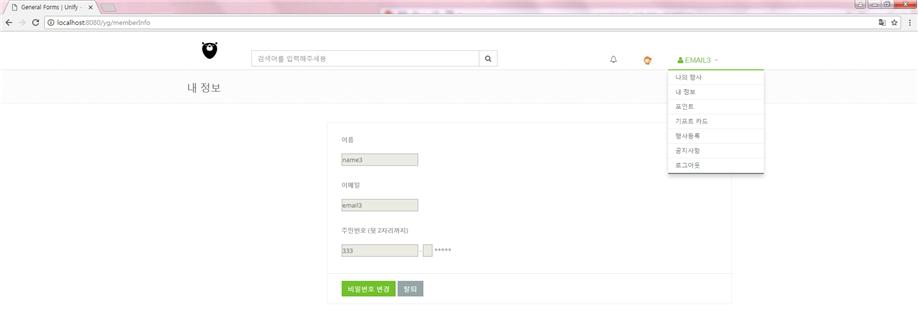 General Forms | Unify -
localhost:8080/yg/memberInfo
검색어를 입력해주세용
EMAIL3
내 정보
나의 행사
내 정보
포인트
기프트 카드
행사등록
공지사항
로그아웃
이름
name3
이메일
email3
주민번호 (뒷 2자리까지)
333 - *****
비밀번호 변경 탈퇴